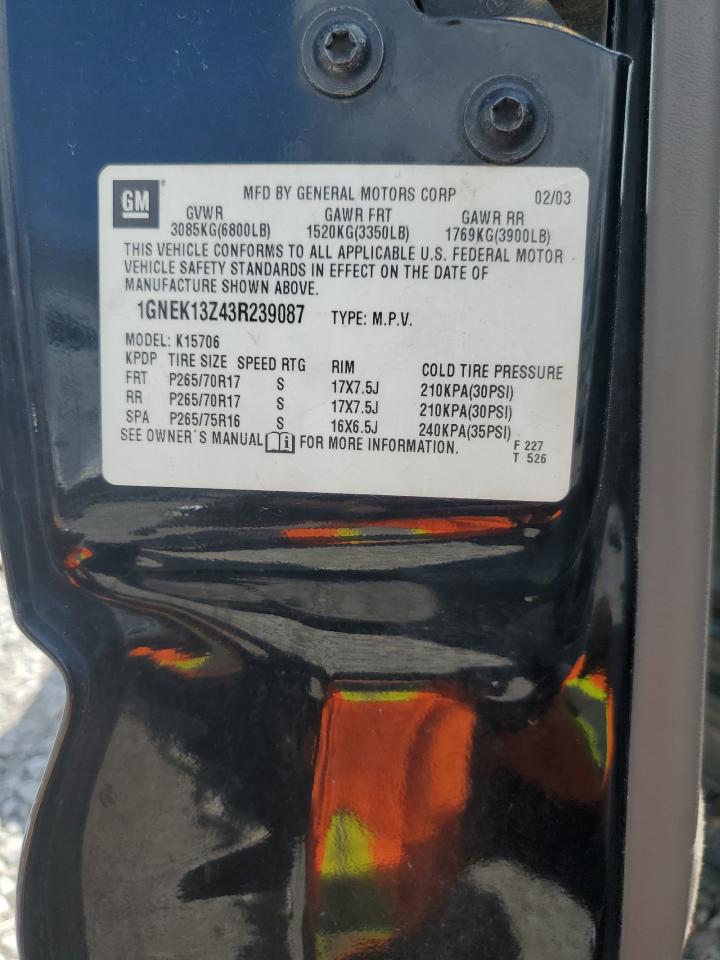 GM
MFD BY GENERAL MOTORS CORP 02/03
GVWR GAWR FRT GAWR RR
3085KG(6800LB) 1520KG(3350LB) 1769KG(3900LB)
THIS VEHICLE CONFORMS TO ALL APPLICABLE U.S. FEDERAL MOTOR
VEHICLE SAFETY STANDARDS IN EFFECT ON THE DATE OF
MANUFACTURE SHOWN ABOVE.
1GNEK13Z43R239087 TYPE: M.P.V.
MODEL: K15706
KPDP TIRE SIZE SPEED RTG RIM COLD TIRE PRESSURE
FRT P265/70R17 S 17X7.5J 210KPA(30PSI)
RR P265/70R17 S 17X7.5J 210KPA(30PSI)
SPA P265/75R16 S 16X6.5J 240KPA(35PSI)
SEE OWNER´S MANUAL FOR MORE INFORMATION.
F 227
T 526